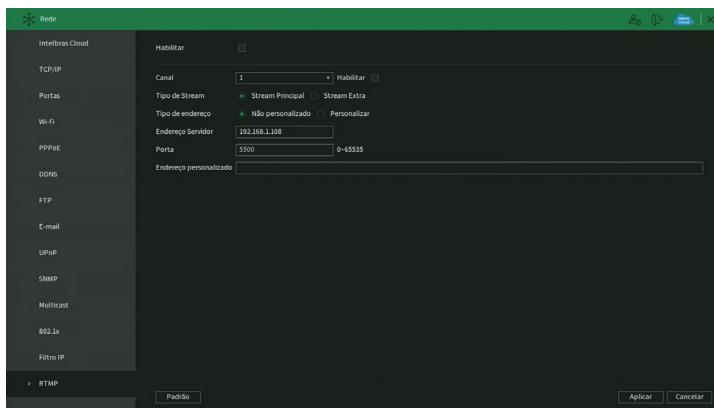 Rede
Intelbras Cloud
TCP/IP
Portas
Wi-Fi
PPPoE
DDNS
FTP
E-mail
UPnP
SNMP
Multicast
802.1x
Filtro IP
> RTMP
Habilitar
Canal 1 Habilitar
Tipo de Stream Stream Principal Stream Extra
Tipo de endereço Não personalizado Personalizar
Endereço Servidor 192.168.1.108
Porta 5500 0~65535
Endereço personalizado
Padrão Aplicar Cancelar